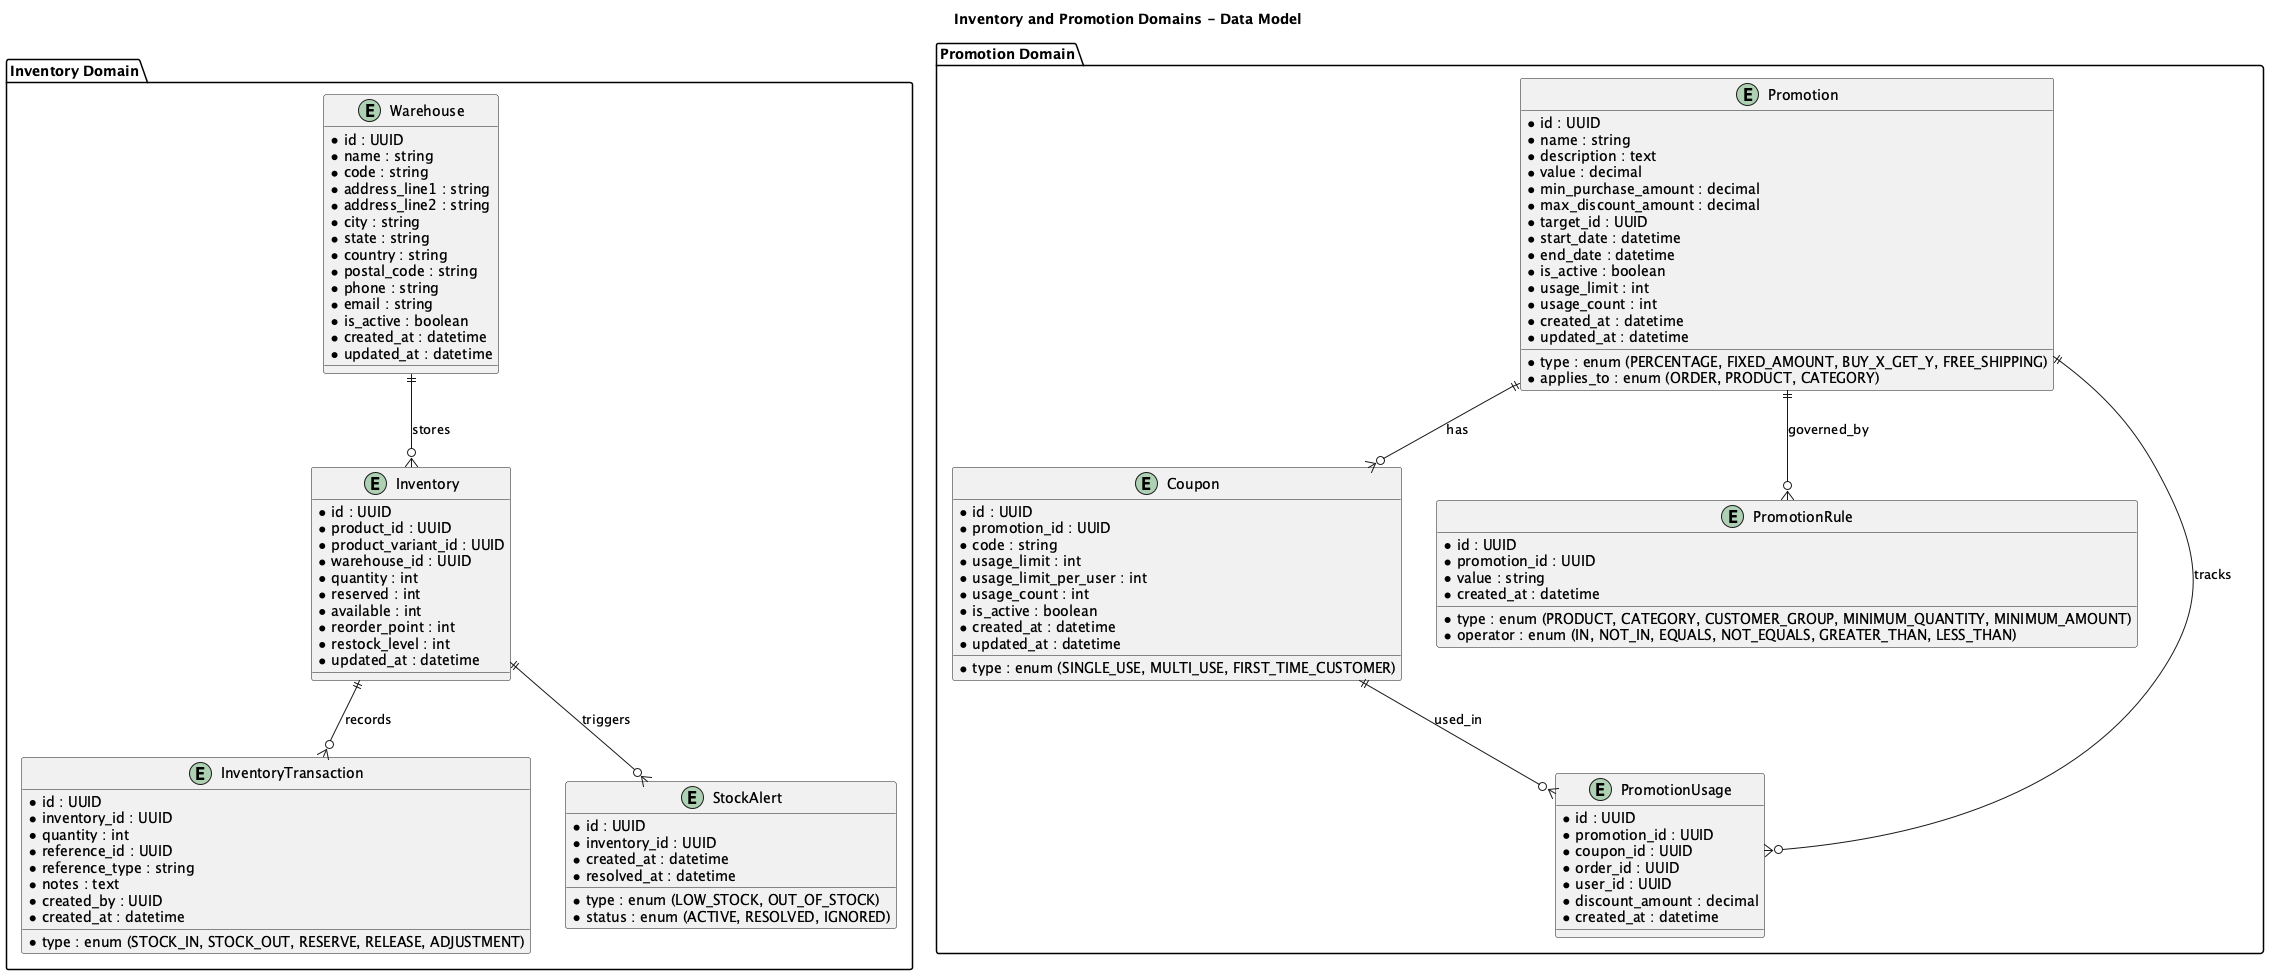 Inventory and Promotion Domains – Data Model
Inventory Domain
E Warehouse
* id : UUID
* name : string
* code : string
* address_line1 : string
* address_line2 : string
* city : string
* state : string
* country : string
* postal_code : string
* phone : string
* email : string
* is_active : boolean
* created_at : datetime
* updated_at : datetime
stores
E Inventory
* id : UUID
* product_id : UUID
* product_variant_id : UUID
* warehouse_id : UUID
* quantity : int
* reserved : int
* available : int
* reorder_point : int
* restock_level : int
* updated_at : datetime
records
triggers
E InventoryTransaction
* id : UUID
* inventory_id : UUID
* quantity : int
* reference_id : UUID
* reference_type : string
* notes : text
* created_by : UUID
* created_at : datetime
* type : enum (STOCK_IN, STOCK_OUT, RESERVE, RELEASE, ADJUSTMENT)
E StockAlert
* id : UUID
* inventory_id : UUID
* created_at : datetime
* resolved_at : datetime
* type : enum (LOW_STOCK, OUT_OF_STOCK)
* status : enum (ACTIVE, RESOLVED, IGNORED)
Promotion Domain
E Promotion
* id : UUID
* name : string
* description : text
* value : decimal
* min_purchase_amount : decimal
* max_discount_amount : decimal
* target_id : UUID
* start_date : datetime
* end_date : datetime
* is_active : boolean
* usage_limit : int
* usage_count : int
* created_at : datetime
* updated_at : datetime
* type : enum (PERCENTAGE, FIXED_AMOUNT, BUY_X_GET_Y, FREE_SHIPPING)
* applies_to : enum (ORDER, PRODUCT, CATEGORY)
has
governed_by
tracks
E Coupon
* id : UUID
* promotion_id : UUID
* code : string
* usage_limit : int
* usage_limit_per_user : int
* usage_count : int
* is_active : boolean
* created_at : datetime
* updated_at : datetime
* type : enum (SINGLE_USE, MULTI_USE, FIRST_TIME_CUSTOMER)
E PromotionRule
* id : UUID
* promotion_id : UUID
* value : string
* created_at : datetime
* type : enum (PRODUCT, CATEGORY, CUSTOMER_GROUP, MINIMUM_QUANTITY, MINIMUM_AMOUNT)
* operator : enum (IN, NOT_IN, EQUALS, NOT_EQUALS, GREATER_THAN, LESS_THAN)
used_in
E PromotionUsage
* id : UUID
* promotion_id : UUID
* coupon_id : UUID
* order_id : UUID
* user_id : UUID
* discount_amount : decimal
* created_at : datetime